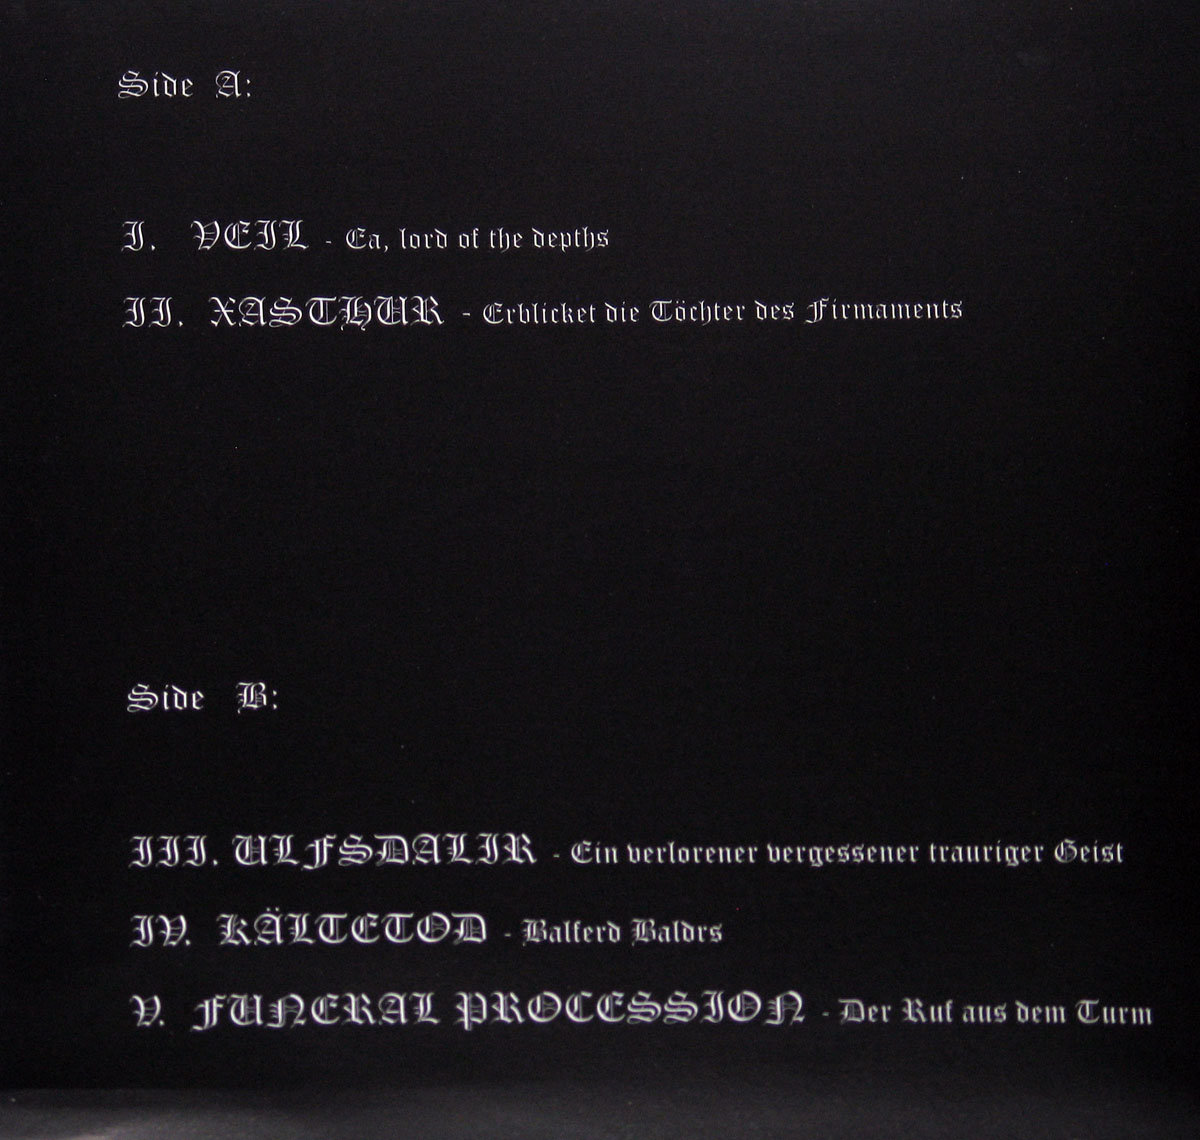 Side A:
I. VEIL - Ea, lord of the depths
II. XASTHUR - Erblicket die Töchter des Firmaments
Side B:
III. ULFSDALIR - Ein verlorener vergessener trauriger Geist
IV. KÄLTETOD - Balferd Baldrs
V. FUNERAL PROCESSION - Der Ruf aus dem Turm